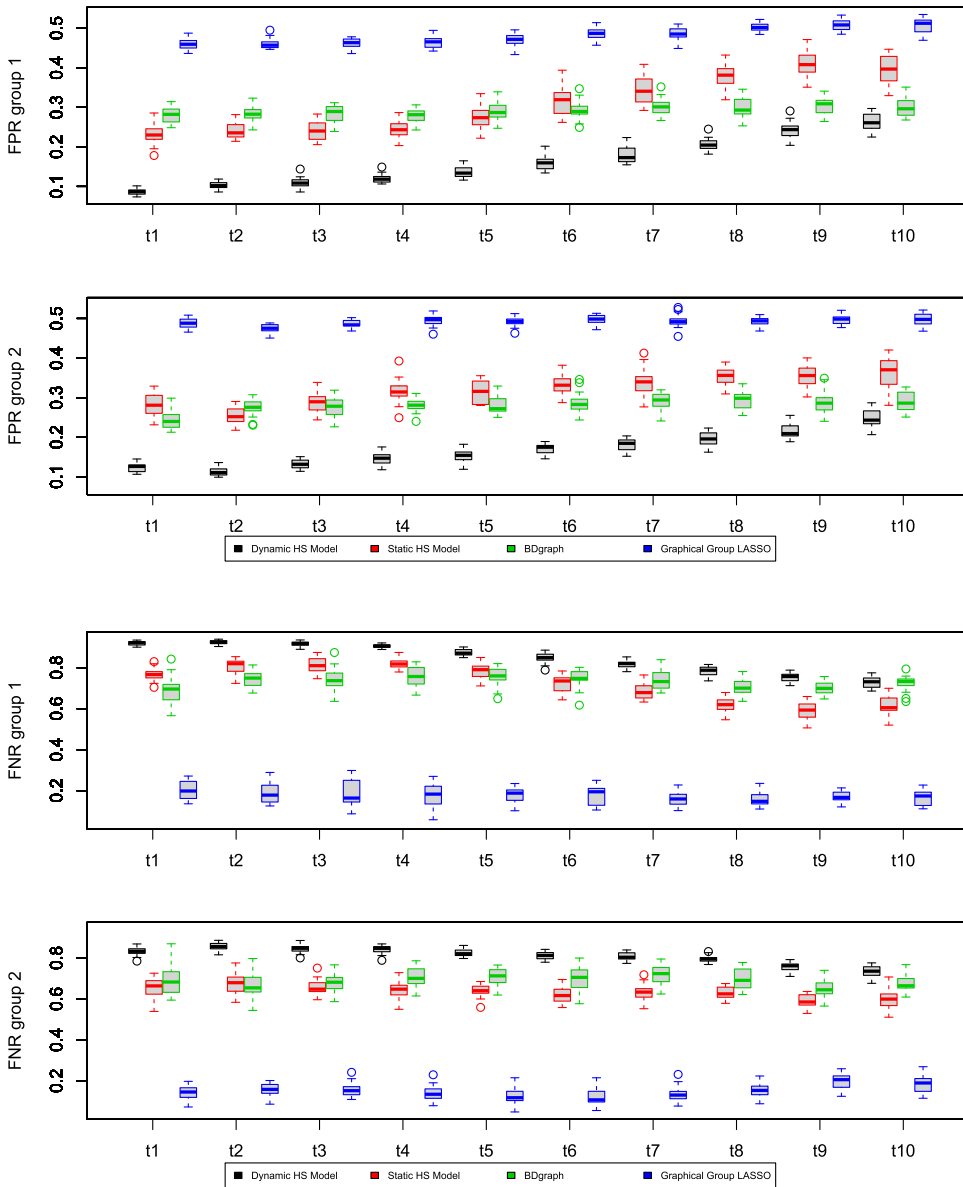 FPR group 1
0.5
0.4
0.3
0.2
0.1
t1 t2 t3 t4 t5 t6 t7 t8 t9 t10
FPR group 2
0.5
0.4
0.3
0.2
0.1
t1 t2 t3 t4 t5 t6 t7 t8 t9 t10
Dynamic HS Model Static HS Model BDgraph Graphical Group LASSO
FNR group 1
0.8
0.6
0.4
0.2
t1 t2 t3 t4 t5 t6 t7 t8 t9 t10
FNR group 2
0.8
0.6
0.4
0.2
t1 t2 t3 t4 t5 t6 t7 t8 t9 t10
Dynamic HS Model Static HS Model BDgraph Graphical Group LASSO